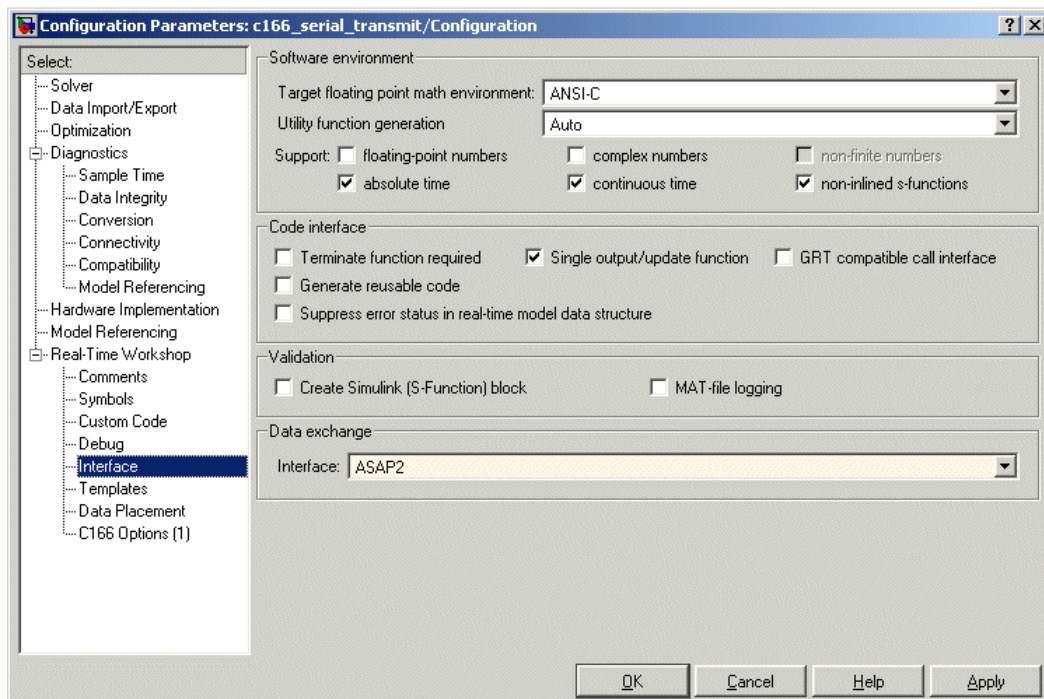 Configuration Parameters: c166_serial_transmit/Configuration
Select:
Solver
Data Import/Export
Optimization
Diagnostics
Sample Time
Data Integrity
Conversion
Connectivity
Compatibility
Model Referencing
Hardware Implementation
Model Referencing
Real-Time Workshop
Comments
Symbols
Custom Code
Debug
Interface
Templates
Data Placement
C166 Options (1)
Software environment
Target floating point math environment: ANSI-C
Utility function generation Auto
Support: floating-point numbers complex numbers non-finite numbers
absolute time continuous time non-inlined s-functions
Code interface
Terminate function required Single output/update function GRT compatible call interface
Generate reusable code
Suppress error status in real-time model data structure
Validation
Create Simulink (S-Function) block MAT-file logging
Data exchange
Interface: ASAP2
OK Cancel Help Apply